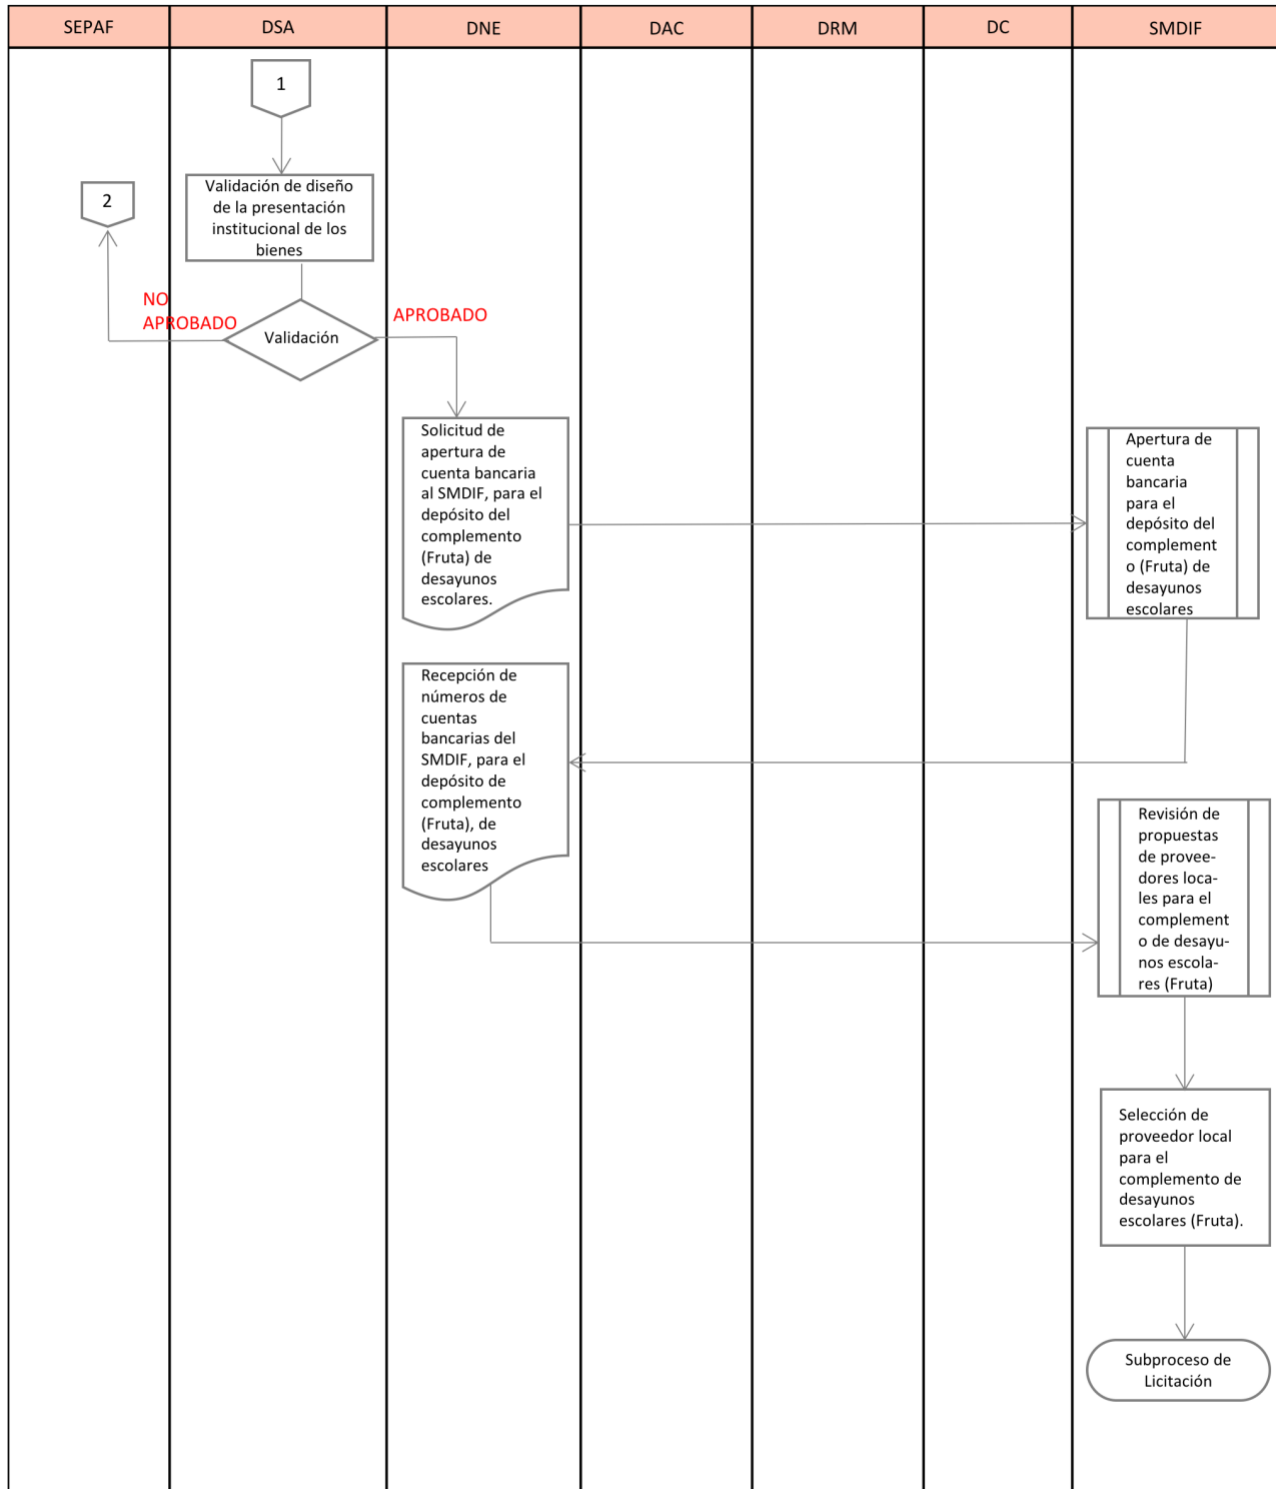 SEPAF
DSA
DNE
DAC
DRM
DC
SMDIF
1
Validación de diseño
de la presentación
institucional de los
bienes
2
NO
APROBADO
Validación
APROBADO
Solicitud de
apertura de
cuenta bancaria
al SMDIF, para el
depósito del
complemento
(Fruta) de
desayunos
escolares.
Apertura de
cuenta
bancaria
para el
depósito del
complement
o (Fruta) de
desayunos
escolares
Recepción de
números de
cuentas
bancarias del
SMDIF, para el
depósito de
complemento
(Fruta), de
desayunos
escolares
Revisión de
propuestas
de provee-
dores loca-
les para el
complement
o de desayu-
nos escola-
res (Fruta)
Selección de
proveedor local
para el
complemento de
desayunos
escolares (Fruta).
Subproceso de
Licitación